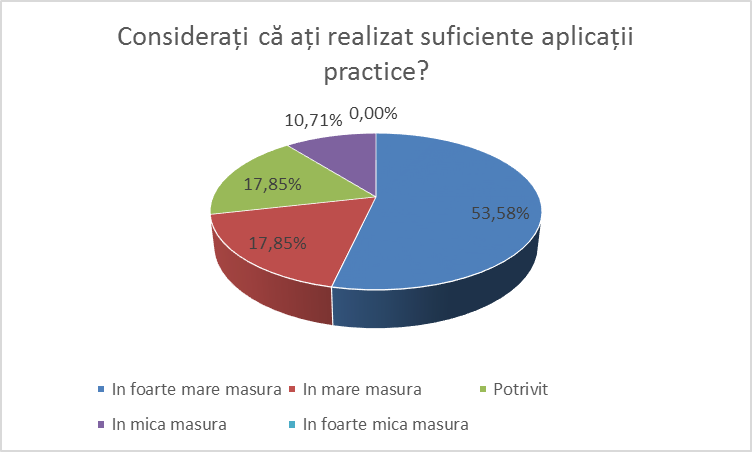 Considerați că ați realizat suficiente aplicații
practice?
10,71%
0,00%
17,85%
53,58%
17,85%
In foarte mare masura
In mare masura
Potrivit
In mica masura
In foarte mica masura